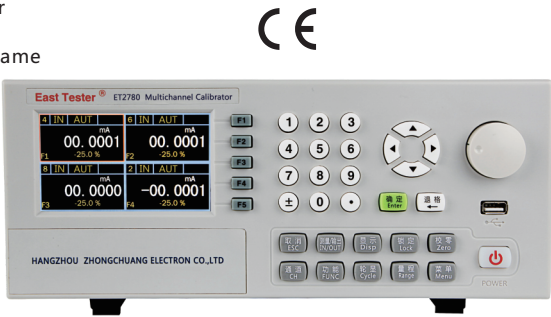 r
ame
CE
East Tester ® ET2780 Multichannel Calibrator
4 IN AUT 6 IN AUT
mA mA
00.0001 00.0001
F1 -25.0 % F2 -25.0 %
8 IN AUT 2 IN AUT
mA mA
00.0000 -00.0001
F3 -25.0 % F4 -25.0 %
F1
F2
F3
F4
F5
1 2 3
4 5 6
7 8 9
± 0 •
确定 Enter
退格
取消 ESC
测量/输出 IN/OUT
显示 Disp
锁定 Lock
校零 Zero
通道 CH
功能 FUNC
轮呈 Cycle
量程 Range
菜单 Menu
POWER
HANGZHOU ZHONGCHUANG ELECTRON CO.,LTD